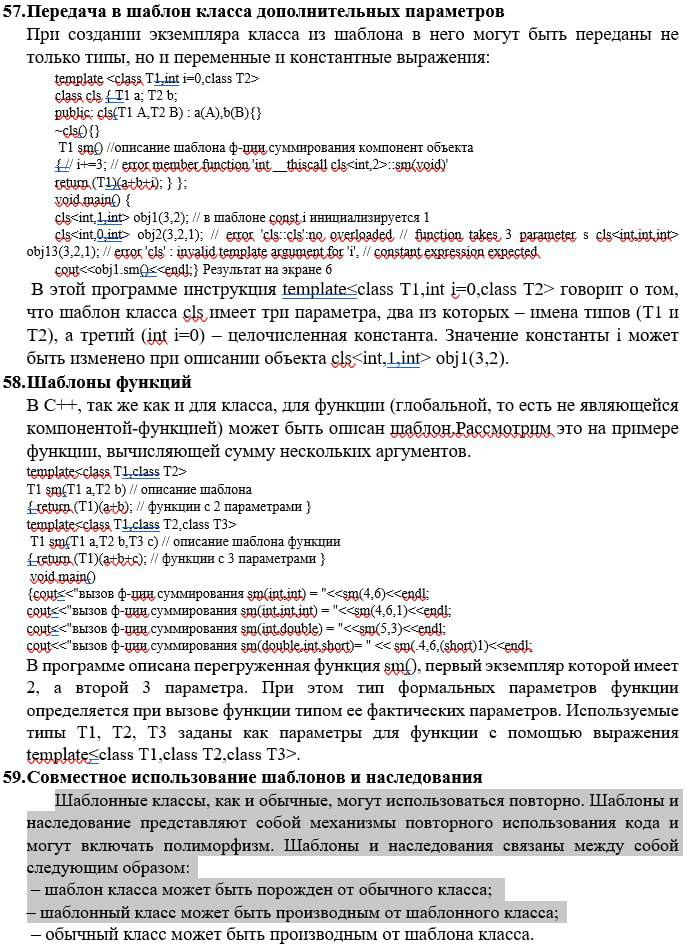 57.Передача в шаблон класса дополнительных параметров
При создании экземпляра класса из шаблона в него могут быть переданы не
только типы, но и переменные и константные выражения:
template <class T1,int i=0,class T2>
class cls { T1 a; T2 b;
public: cls(T1 A,T2 B) : a(A),b(B){}
~cls(){}
T1 sm() //описание шаблона ф-ции суммирования компонент объекта
{ // i+=3; // error member function 'int __thiscall cls<int,2>::sm(void)'
return (T1)(a+b+i); } };
void main() {
cls<int,1,int> obj1(3,2); // в шаблоне const i инициализируется 1
cls<int,0,int> obj2(3,2,1); // error 'cls::cls':no overloaded // function takes 3 parameter s cls<int,int,int>
obj13(3,2,1); // error 'cls' : invalid template argument for 'i', // constant expression expected
cout<<obj1.sm()<<endl;} Результат на экране 6
В этой программе инструкция template<class T1,int i=0,class T2> говорит о том,
что шаблон класса cls имеет три параметра, два из которых – имена типов (Т1 и
Т2), а третий (int i=0) – целочисленная константа. Значение константы i может
быть изменено при описании объекта cls<int,1,int> obj1(3,2).
58.Шаблоны функций
В C++, так же как и для класса, для функции (глобальной, то есть не являющейся
компонентой-функцией) может быть описан шаблон.Рассмотрим это на примере
функции, вычисляющей сумму нескольких аргументов.
template<class T1,class T2>
T1 sm(T1 a,T2 b) // описание шаблона
{ return (T1)(a+b); // функции с 2 параметрами }
template<class T1,class T2,class T3>
T1 sm(T1 a,T2 b,T3 c) // описание шаблона функции
{ return (T1)(a+b+c); // функции с 3 параметрами }
void main()
{cout<<"вызов ф-ции суммирования sm(int,int) = "<<sm(4,6)<<endl;
cout<<"вызов ф-ции суммирования sm(int,int,int) = "<<sm(4,6,1)<<endl;
cout<<"вызов ф-ции суммирования sm(int,double) = "<<sm(5,3)<<endl;
cout<<"вызов ф-ции суммирования sm(double,int,short)= " << sm(.4,6,(short)1)<<endl;
В программе описана перегруженная функция sm(), первый экземпляр которой имеет
2, а второй 3 параметра. При этом тип формальных параметров функции
определяется при вызове функции типом ее фактических параметров. Используемые
типы T1, T2, T3 заданы как параметры для функции с помощью выражения
template<class T1,class T2,class T3>.
59.Совместное использование шаблонов и наследования
Шаблонные классы, как и обычные, могут использоваться повторно. Шаблоны и
наследование представляют собой механизмы повторного использования кода и
могут включать полиморфизм. Шаблоны и наследования связаны между собой
следующим образом:
– шаблон класса может быть порожден от обычного класса;
– шаблонный класс может быть производным от шаблонного класса;
– обычный класс может быть производным от шаблона класса.